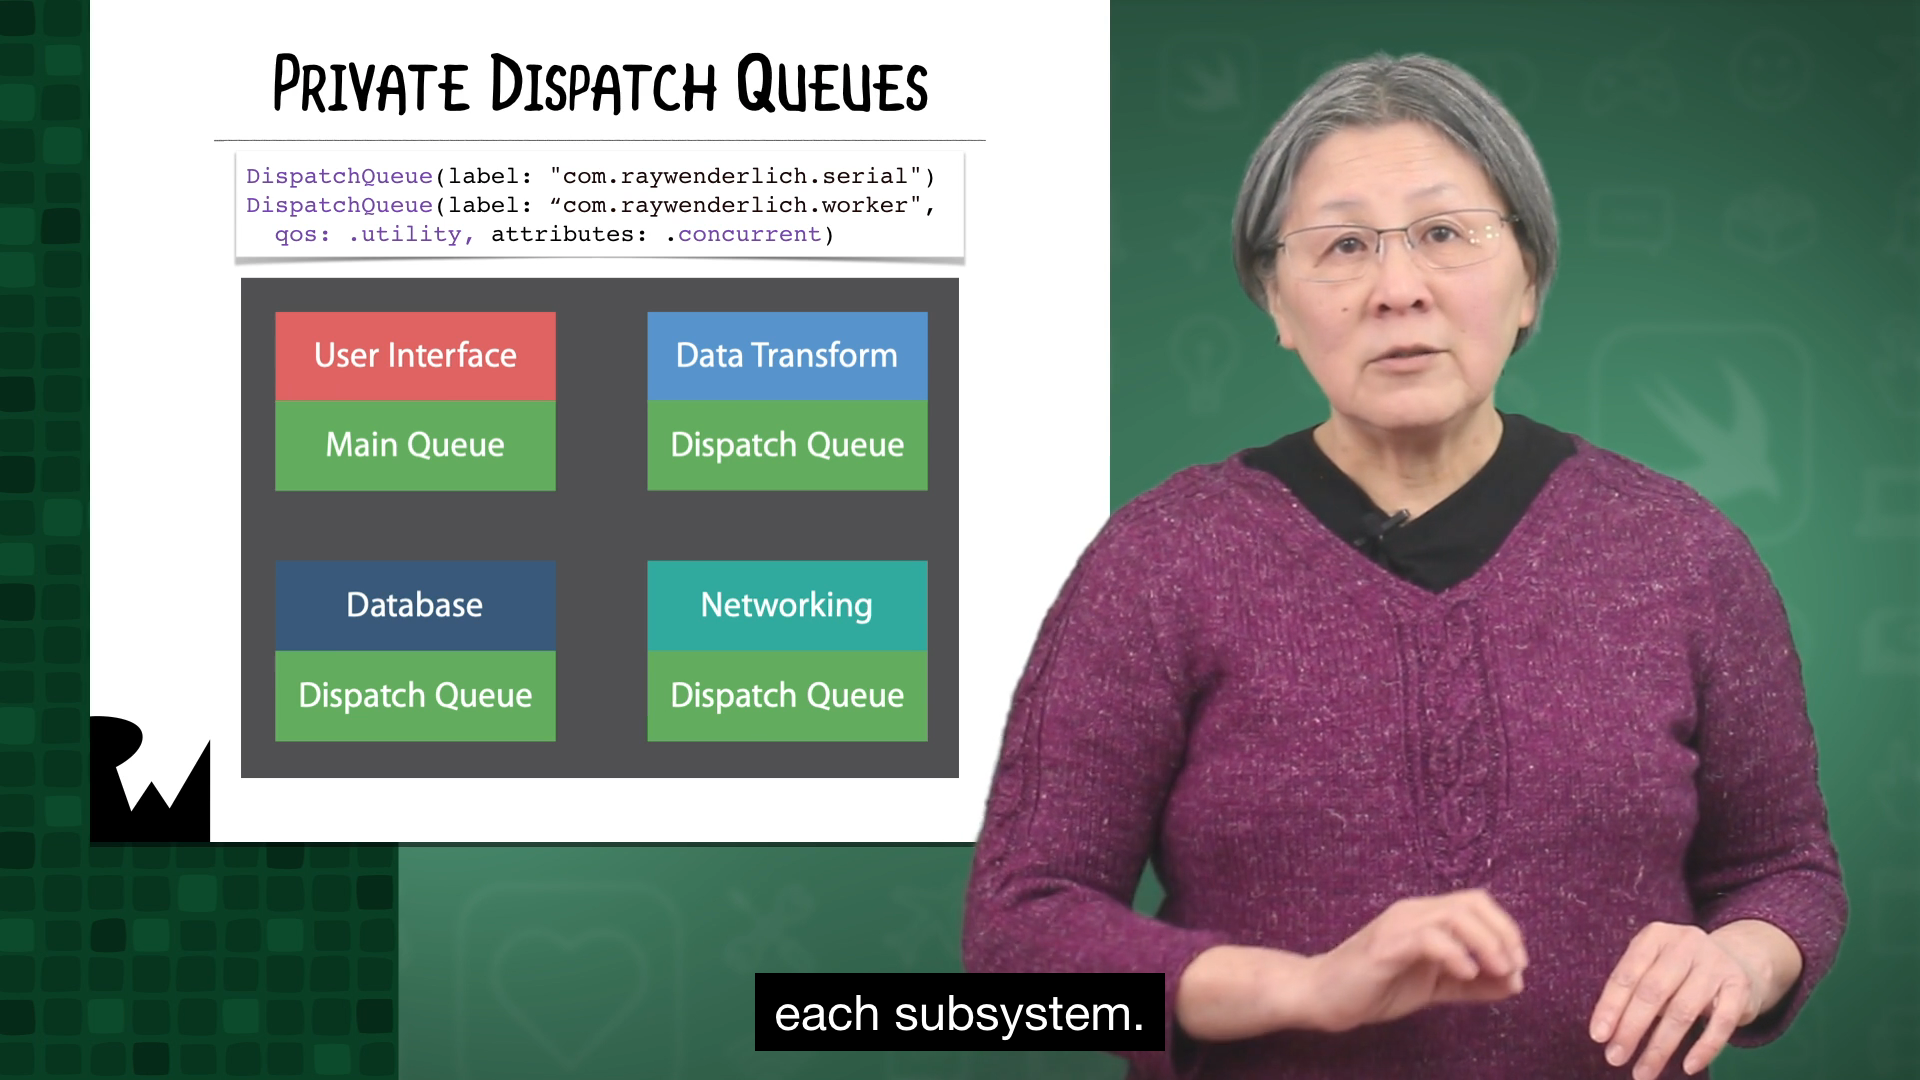 PRIVATE DISPATCH QUEUES
DispatchQueue(label: "com.raywenderlich.serial")
DispatchQueue(label: “com.raywenderlich.worker",
qos: .utility, attributes: .concurrent)
User Interface
Data Transform
Main Queue
Dispatch Queue
Database
Networking
Dispatch Queue
Dispatch Queue
RW
each subsystem.